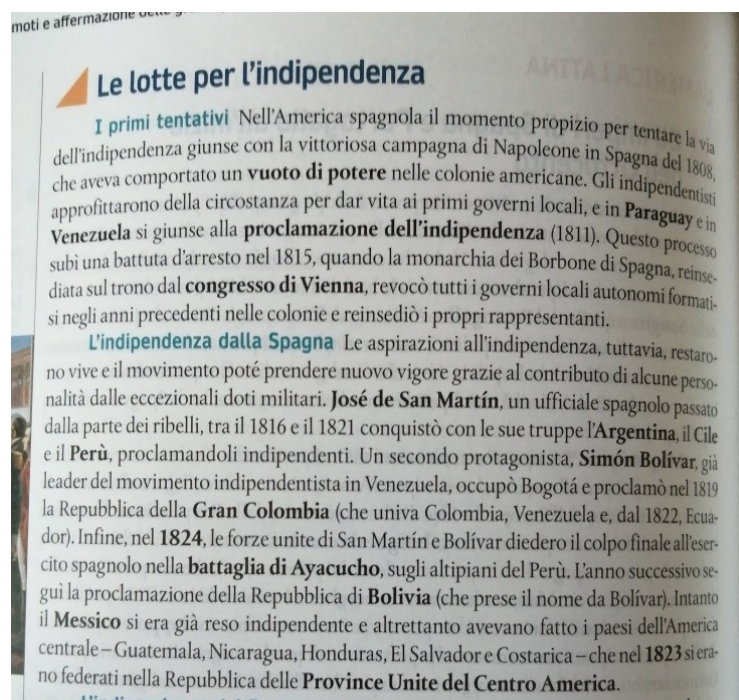 moti e affermazione
Le lotte per l'indipendenza
I primi tentativi Nell'America spagnola il momento propizio per tentare la via
dell'indipendenza giunse con la vittoriosa campagna di Napoleone in Spagna del 1808,
che aveva comportato un vuoto di potere nelle colonie americane. Gli indipendentisti
approfittarono della circostanza per dar vita ai primi governi locali, e in Paraguay e in
Venezuela si giunse alla proclamazione dell'indipendenza (1811). Questo processo
subì una battuta d'arresto nel 1815, quando la monarchia dei Borbone di Spagna, reinse-
diata sul trono dal congresso di Vienna, revocò tutti i governi locali autonomi formati-
si negli anni precedenti nelle colonie e reinsediò i propri rappresentanti.
L'indipendenza dalla Spagna Le aspirazioni all'indipendenza, tuttavia, restaro-
no vive e il movimento poté prendere nuovo vigore grazie al contributo di alcune perso-
nalità dalle eccezionali doti militari. José de San Martín, un ufficiale spagnolo passato
dalla parte dei ribelli, tra il 1816 e il 1821 conquistò con le sue truppe l'Argentina, il Cile
e il Perù, proclamandoli indipendenti. Un secondo protagonista, Simón Bolívar, già
leader del movimento indipendentista in Venezuela, occupò Bogotá e proclamò nel 1819
la Repubblica della Gran Colombia (che univa Colombia, Venezuela e, dal 1822, Ecua-
dor). Infine, nel 1824, le forze unite di San Martín e Bolívar diedero il colpo finale all'eser-
cito spagnolo nella battaglia di Ayacucho, sugli altipiani del Perù. L'anno successivo se-
guì la proclamazione della Repubblica di Bolivia (che prese il nome da Bolívar). Intanto
il Messico si era già reso indipendente e altrettanto avevano fatto i paesi dell'America
centrale – Guatemala, Nicaragua, Honduras, El Salvador e Costarica – che nel 1823 si era-
no federati nella Repubblica delle Province Unite del Centro America.